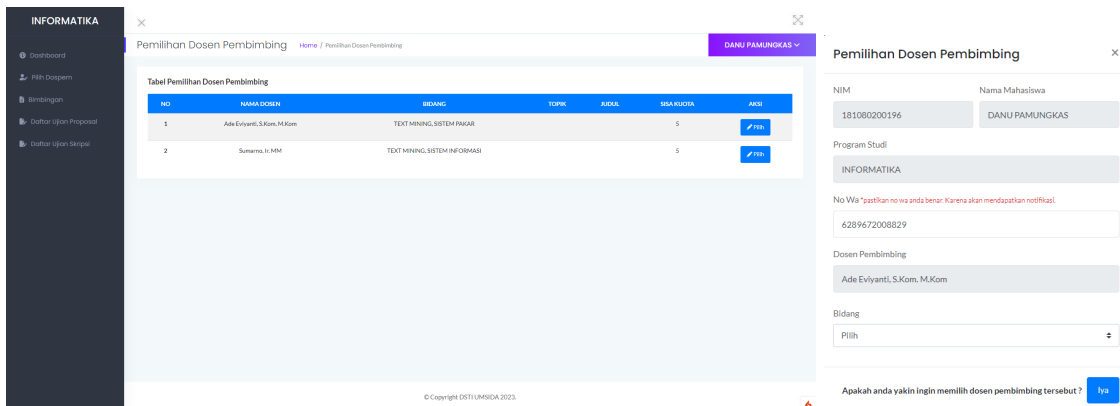 INFORMATIKA
Dashboard
Pilih Dospem
Bimbingan
Daftar Ujian Proposal
Daftar Ujian Skripsi
Pemilihan Dosen Pembimbing Home / Pemilihan Dosen Pembimbing
DANU PAMUNGKAS
Tabel Pemilihan Dosen Pembimbing
NO NAMA DOSEN BIDANG TOPIK JUDUL SISA KUOTA AKSI
1 Ade Eviyanti, S.Kom. M.Kom TEXT MINING, SISTEM PAKAR 5 Pilih
2 Sumarno, Ir. MM TEXT MINING, SISTEM INFORMASI 5 Pilih
© Copyright DSTI UMSIDA 2023.
Pemilihan Dosen Pembimbing ×
NIM Nama Mahasiswa
181080200196 DANU PAMUNGKAS
Program Studi
INFORMATIKA
No Wa *pastikan no wa anda benar. Karena akan mendapatkan notifikasi.
6289672008829
Dosen Pembimbing
Ade Eviyanti, S.Kom. M.Kom
Bidang
Pilih
Apakah anda yakin ingin memilih dosen pembimbing tersebut ? Iya